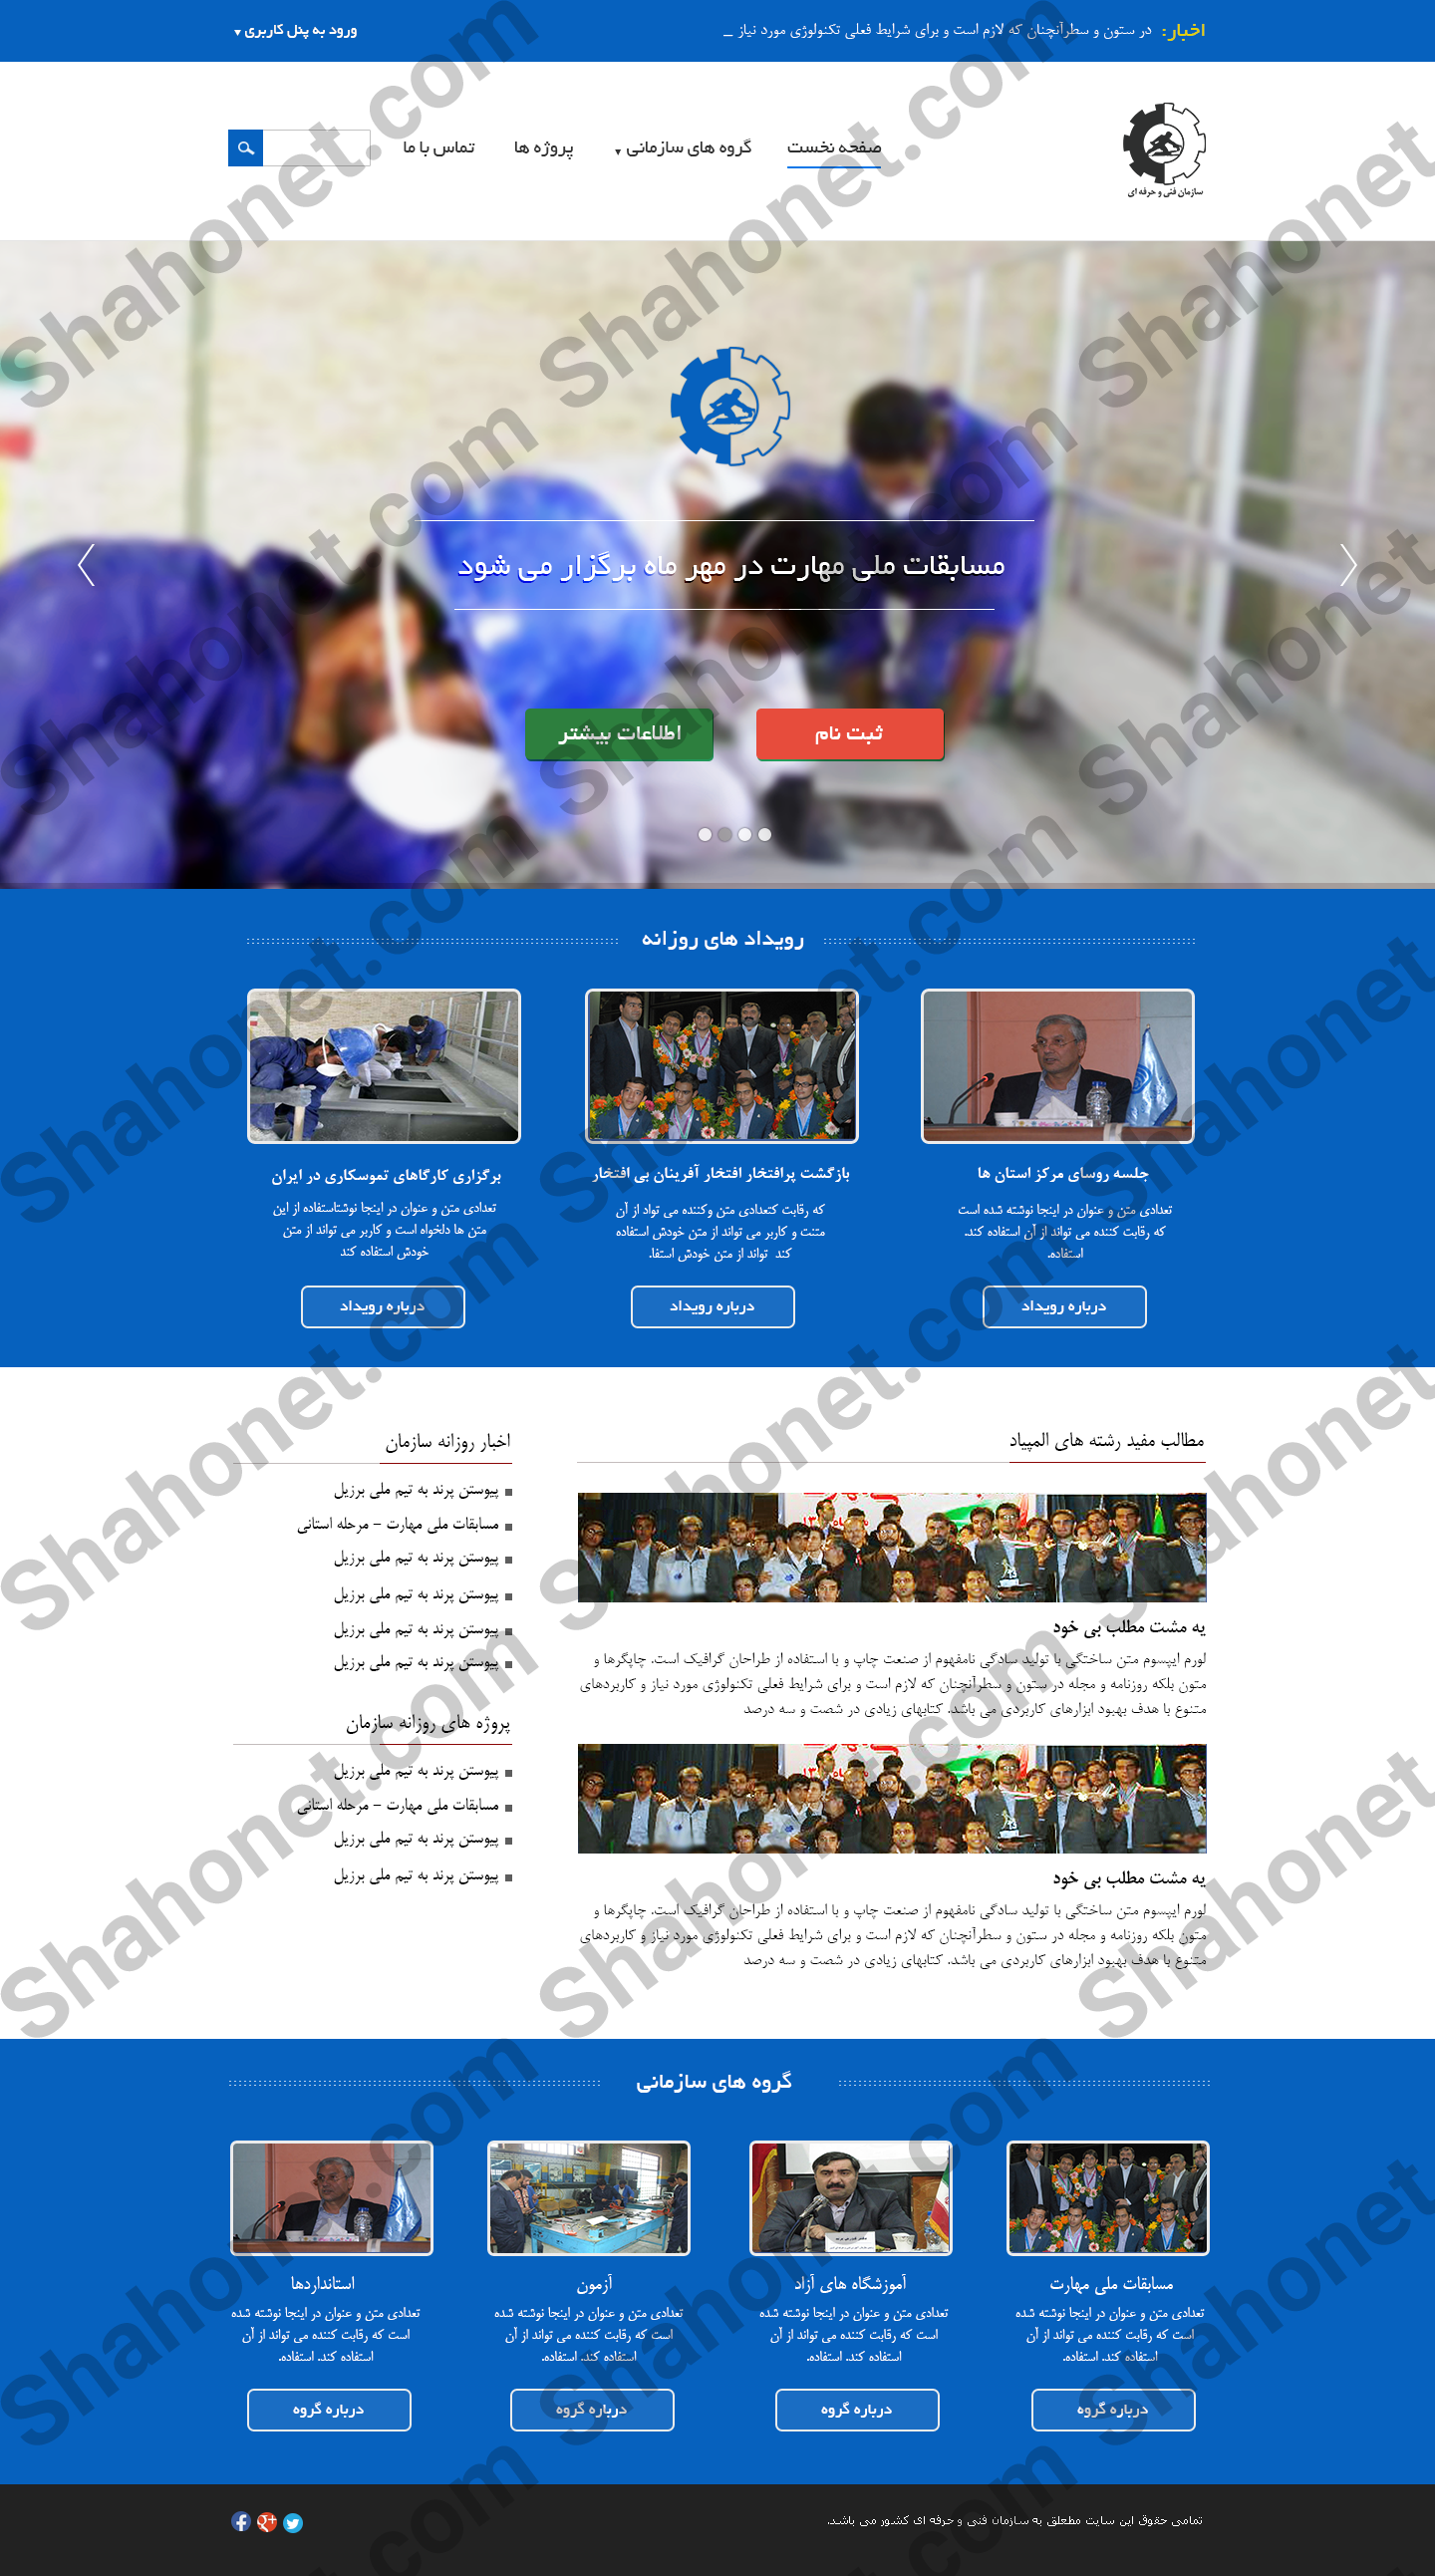 اخبار: در ستون و سطرآنچنان که لازم است و برای شرایط فعلی تکنولوژی مورد نیاز _
ورود به پنل کاربری
سازمان فنی و حرفه ای
صفحه نخست
گروه های سازمانی
پروژه ها
تماس با ما
مسابقات ملی مهارت در مهر ماه برگزار می شود
ثبت نام
اطلاعات بیشتر
رویداد های روزانه
جلسه روسای مرکز استان ها
تعدادی متن و عنوان در اینجا نوشته شده است
که رقابت کننده می تواند از آن استفاده کند.
استفاده.
درباره رویداد
بازگشت پرافتخار افتخار آفرینان بی افتخار
که رقابت کتعدادی متن وکننده می تواد از آن
متنت و کاربر می تواند از متن خودش استفاده
کند تواند از متن خودش استفا.
درباره رویداد
برگزاری کارگاهای تموسکاری در ایران
تعدادی متن و عنوان در اینجا نوشتاستفاده از این
متن ها دلخواه است و کاربر می تواند از متن
خودش استفاده کند
درباره رویداد
مطالب مفید رشته های المپیاد
یه مشت مطلب بی خود
لورم ایپسوم متن ساختگی با تولید سادگی نامفهوم از صنعت چاپ و با استفاده از طراحان گرافیک است. چاپگرها و
متون بلکه روزنامه و مجله در ستون و سطرآنچنان که لازم است و برای شرایط فعلی تکنولوژی مورد نیاز و کاربردهای
متنوع با هدف بهبود ابزارهای کاربردی می باشد. کتابهای زیادی در شصت و سه درصد
یه مشت مطلب بی خود
لورم ایپسوم متن ساختگی با تولید سادگی نامفهوم از صنعت چاپ و با استفاده از طراحان گرافیک است. چاپگرها و
متون بلکه روزنامه و مجله در ستون و سطرآنچنان که لازم است و برای شرایط فعلی تکنولوژی مورد نیاز و کاربردهای
متنوع با هدف بهبود ابزارهای کاربردی می باشد. کتابهای زیادی در شصت و سه درصد
اخبار روزانه سازمان
پیوستن پرند به تیم ملی برزیل
مسابقات ملی مهارت - مرحله استانی
پیوستن پرند به تیم ملی برزیل
پیوستن پرند به تیم ملی برزیل
پیوستن پرند به تیم ملی برزیل
پیوستن پرند به تیم ملی برزیل
پروژه های روزانه سازمان
پیوستن پرند به تیم ملی برزیل
مسابقات ملی مهارت - مرحله استانی
پیوستن پرند به تیم ملی برزیل
پیوستن پرند به تیم ملی برزیل
گروه های سازمانی
مسابقات ملی مهارت
تعدادی متن و عنوان در اینجا نوشته شده
است که رقابت کننده می تواند از آن
استفاده کند. استفاده.
درباره گروه
آموزشگاه های آزاد
تعدادی متن و عنوان در اینجا نوشته شده
است که رقابت کننده می تواند از آن
استفاده کند. استفاده.
درباره گروه
آزمون
تعدادی متن و عنوان در اینجا نوشته شده
است که رقابت کننده می تواند از آن
استفاده کند. استفاده.
درباره گروه
استانداردها
تعدادی متن و عنوان در اینجا نوشته شده
است که رقابت کننده می تواند از آن
استفاده کند. استفاده.
درباره گروه
تمامی حقوق این سایت مطعلق به سازمان فنی و حرفه ای کشور می باشد.
Shahonet.com